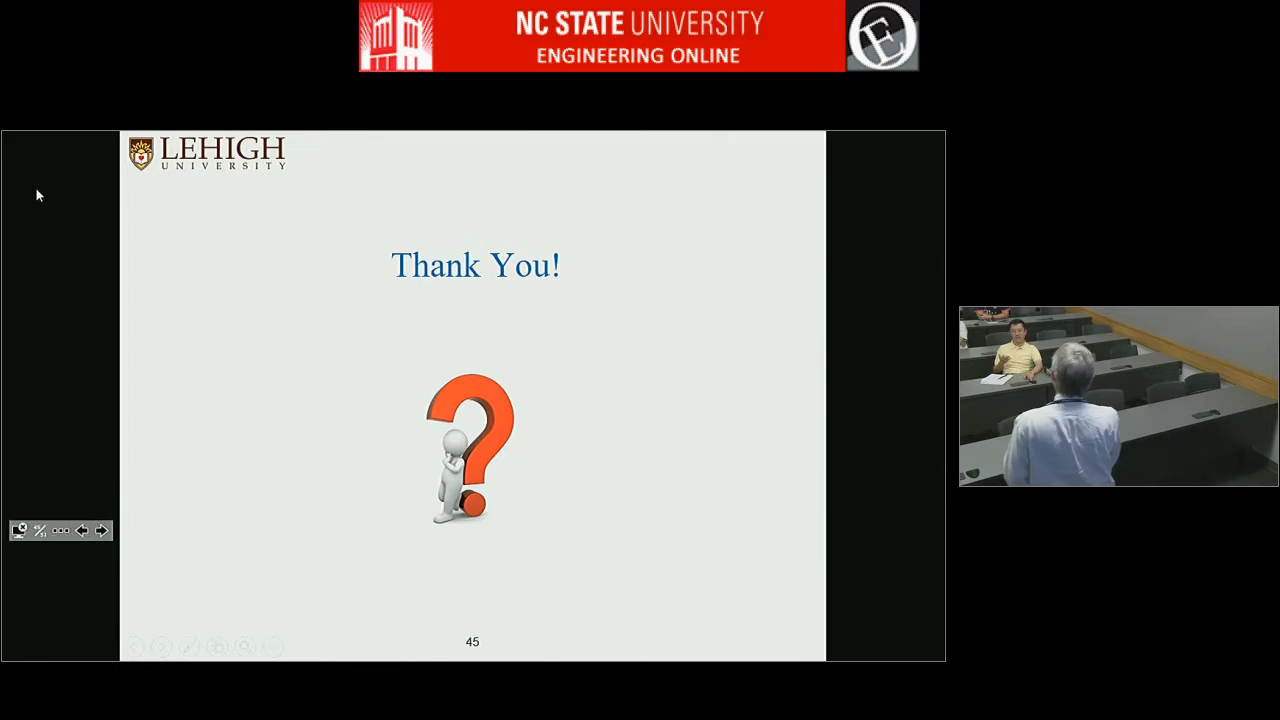 NC STATE UNIVERSITY
ENGINEERING ONLINE
E
LEHIGH
UNIVERSITY
Thank You!
?
45